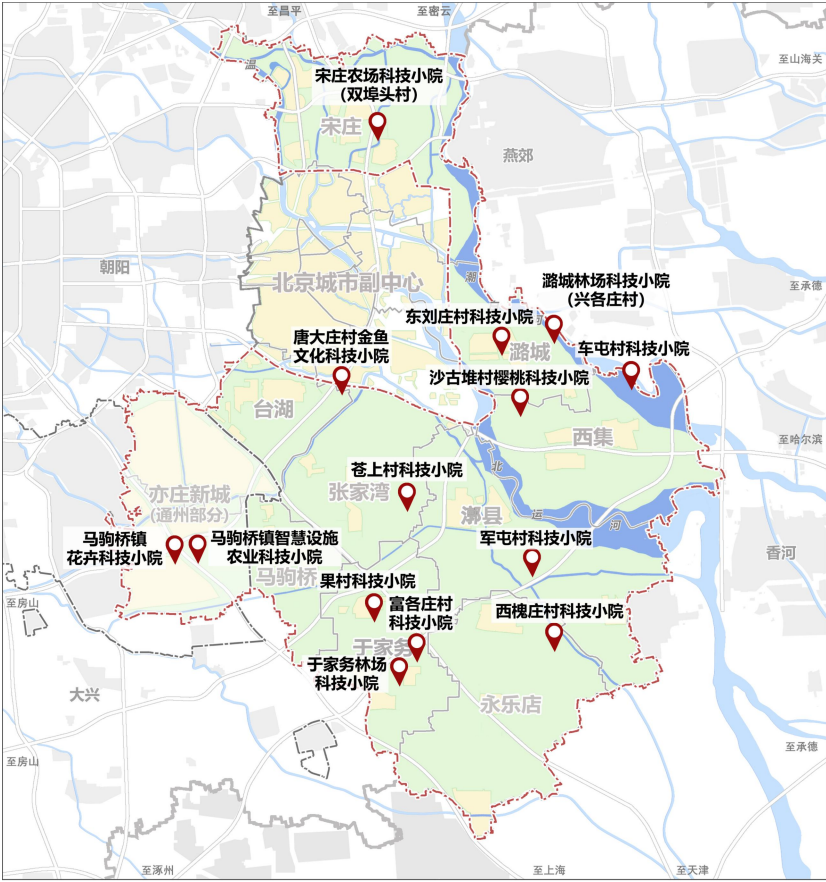 至昌平
至密云
温
至山海关
宋庄农场科技小院
（双埠头村）
宋庄
燕郊
朝阳
北京城市副中心
潮
潞城林场科技小院
（兴各庄村）
至承德
东刘庄村科技小院
潞城
车屯村科技小院
唐大庄村金鱼
文化科技小院
沙古堆村樱桃科技小院
台湖
西集
至哈尔滨
苍上村科技小院
北
张家湾
亦庄新城
(通州部分)
漷县
运
河
马驹桥镇
花卉科技小院
马驹桥镇智慧设施
农业科技小院
军屯村科技小院
香河
马驹桥
果村科技小院
至房山
富各庄村
科技小院
西槐庄村科技小院
于家务
于家务林场
科技小院
大兴
永乐店
至房山
至承德
至涿州
至上海
至天津